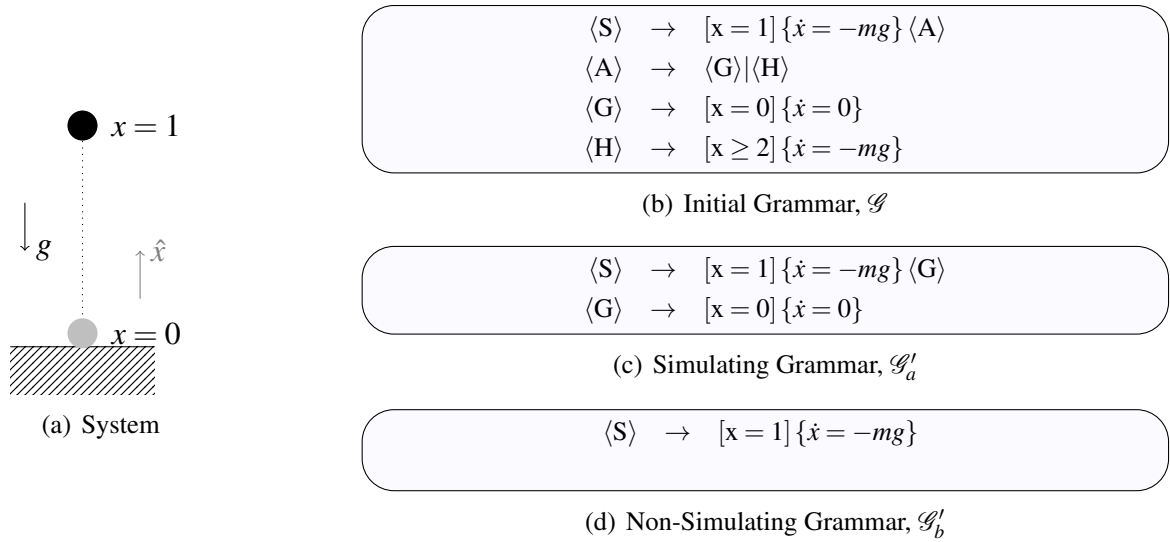 x = 1
g
x̂
x = 0
(a) System
⟨S⟩ → [x = 1] {ẋ = −mg} ⟨A⟩
⟨A⟩ → ⟨G⟩|⟨H⟩
⟨G⟩ → [x = 0] {ẋ = 0}
⟨H⟩ → [x ≥ 2] {ẋ = −mg}
(b) Initial Grammar, 𝒢
⟨S⟩ → [x = 1] {ẋ = −mg} ⟨G⟩
⟨G⟩ → [x = 0] {ẋ = 0}
(c) Simulating Grammar, 𝒢′ₐ
⟨S⟩ → [x = 1] {ẋ = −mg}
(d) Non-Simulating Grammar, 𝒢′_b